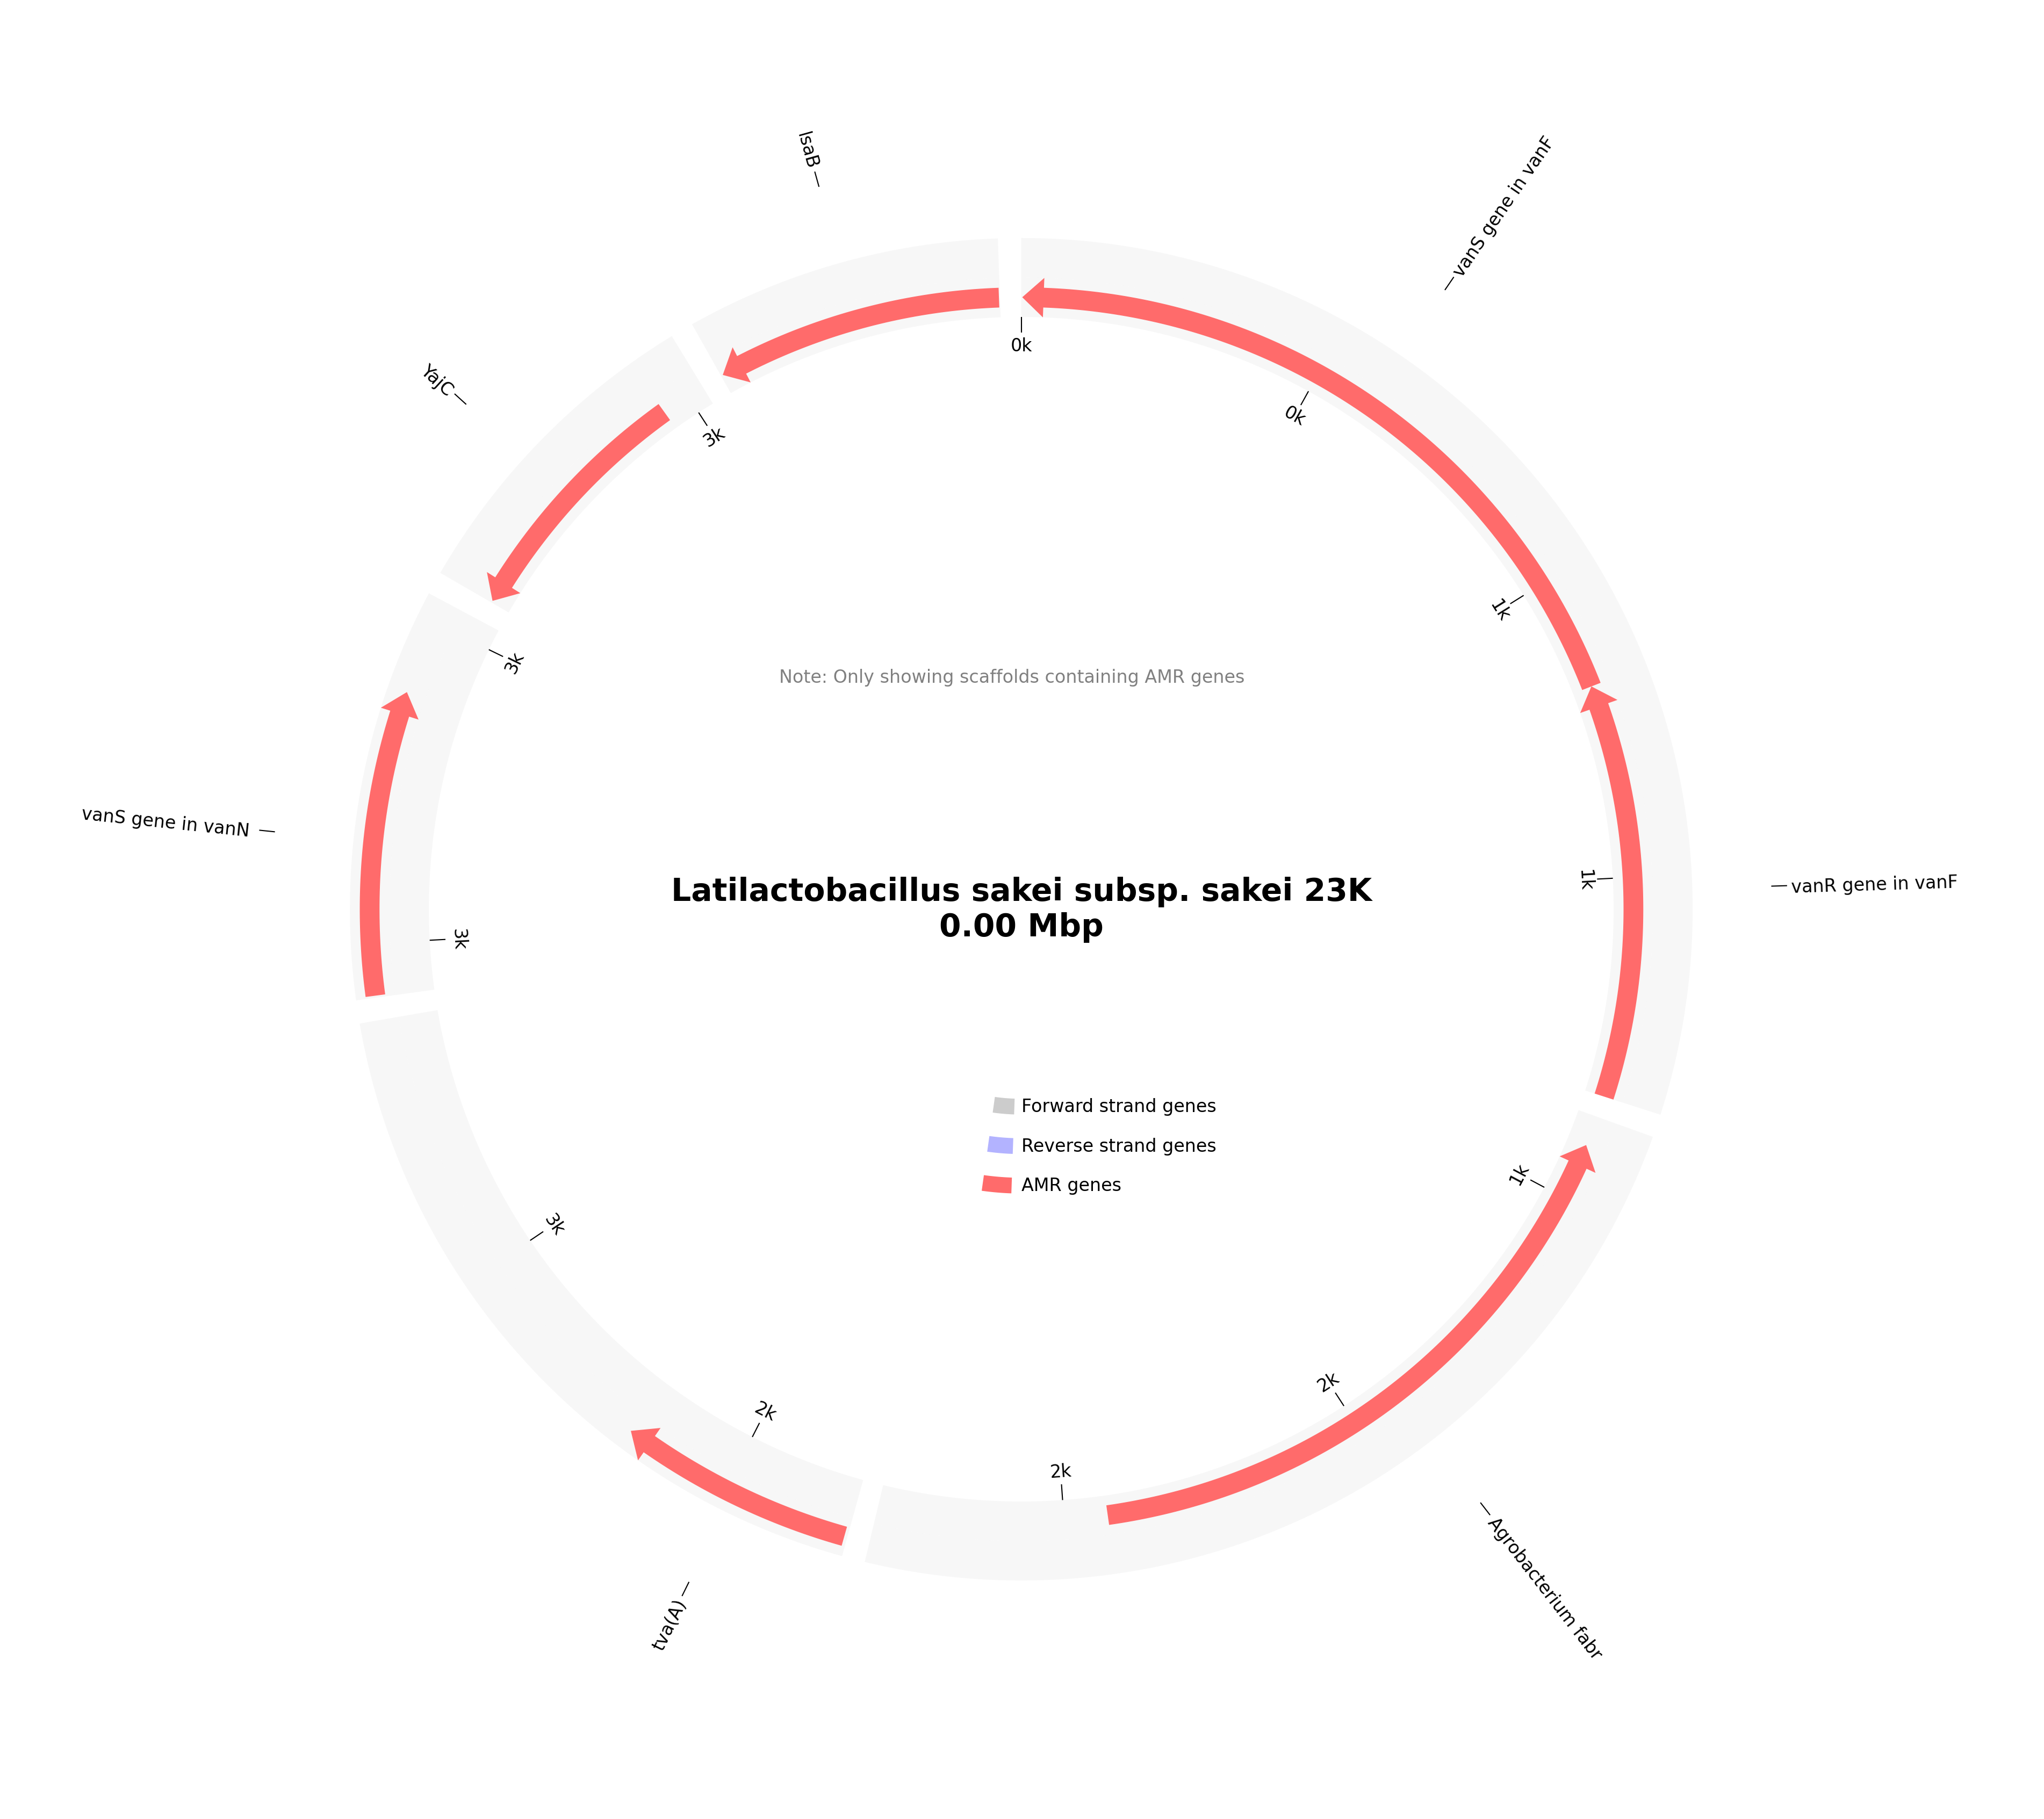 lsaB
vanS gene in vanF
YajC
0k
0k
3k
1k
3k
Note: Only showing scaffolds containing AMR genes
vanS gene in vanN
1k
vanR gene in vanF
Latilactobacillus sakei subsp. sakei 23K
0.00 Mbp
3k
Forward strand genes
Reverse strand genes
AMR genes
1k
3k
2k
2k
2k
tva(A)
Agrobacterium fabr